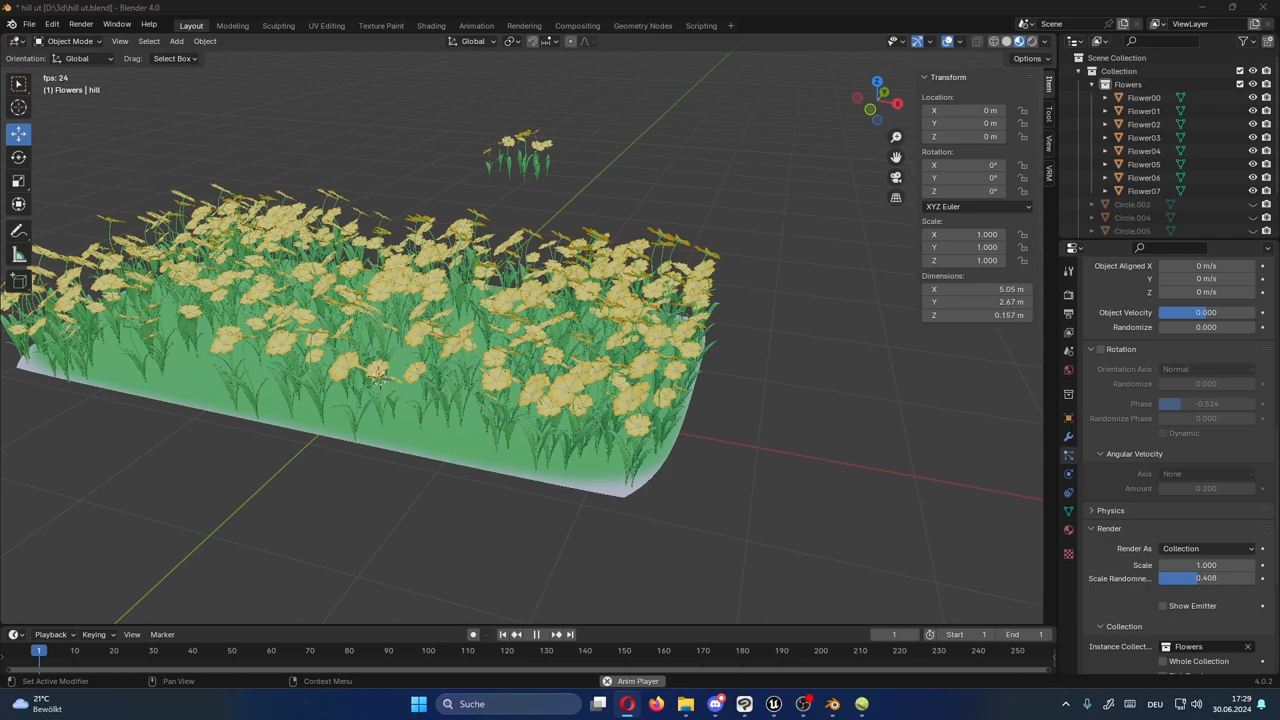 * hill ut [D:\3d\hill ut.blend] - Blender 4.0
File Edit Render Window Help Layout Modeling Sculpting UV Editing Texture Paint Shading Animation Rendering Compositing Geometry Nodes Scripting + Scene ViewLayer
Object Mode View Select Add Object Global
Orientation: Global Drag: Select Box Options
fps: 24
(1) Flowers | hill
X
Y
Z
Transform
Location:
X 0 m
Y 0 m
Z 0 m
Rotation:
X 0°
Y 0°
Z 0°
XYZ Euler
Scale:
X 1.000
Y 1.000
Z 1.000
Dimensions:
X 5.05 m
Y 2.67 m
Z 0.157 m
Item
Tool
View
VRM
Scene Collection
Collection
Flowers
Flower00
Flower01
Flower02
Flower03
Flower04
Flower05
Flower06
Flower07
Circle.002
Circle.004
Circle.005
Object Aligned X 0 m/s
Y 0 m/s
Z 0 m/s
Object Velocity 0.000
Randomize 0.000
Rotation
Orientation Axis Normal
Randomize 0.000
Phase -0.524
Randomize Phase 0.000
Dynamic
Angular Velocity
Axis None
Amount 0.200
Physics
Render
Render As Collection
Scale 1.000
Scale Randomne... 0.408
Show Emitter
Collection
Instance Collect... Flowers
Whole Collection
Playback Keying View Marker 1 Start 1 End 1
1 10 20 30 40 50 60 70 80 90 100 110 120 130 140 150 160 170 180 190 200 210 220 230 240 250
Set Active Modifier Pan View Context Menu Anim Player 4.0.2
21°C
Bewölkt
Suche
DEU
17:29
30.06.2024